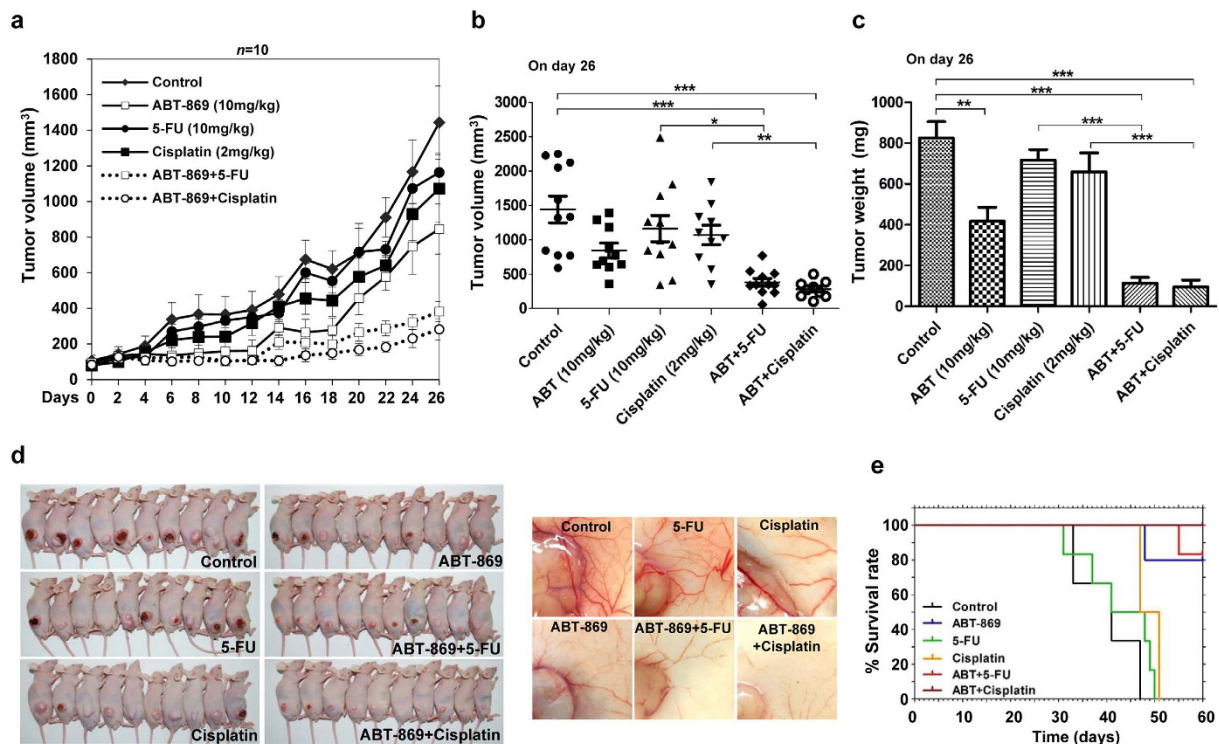 a
n=10
1800
1600
1400
1200
1000
800
600
400
200
0
Tumor volume (mm³)
Control
ABT-869 (10mg/kg)
5-FU (10mg/kg)
Cisplatin (2mg/kg)
ABT-869+5-FU
ABT-869+Cisplatin
Days
0 2 4 6 8 10 12 14 16 18 20 22 24 26
b
On day 26
***
***
*
**
3000
2500
2000
1500
1000
500
0
Tumor volume (mm³)
Control
ABT (10mg/kg)
5-FU (10mg/kg)
Cisplatin (2mg/kg)
ABT+5-FU
ABT+Cisplatin
c
On day 26
***
***
**
***
***
1000
800
600
400
200
0
Tumor weight (mg)
Control
ABT (10mg/kg)
5-FU (10mg/kg)
Cisplatin (2mg/kg)
ABT+5-FU
ABT+Cisplatin
d
Control
ABT-869
5-FU
ABT-869+5-FU
Cisplatin
ABT-869+Cisplatin
Control
5-FU
Cisplatin
ABT-869
ABT-869+5-FU
ABT-869
+Cisplatin
e
100
80
60
40
20
0
% Survival rate
Control
ABT-869
5-FU
Cisplatin
ABT+5-FU
ABT+Cisplatin
0 10 20 30 40 50 60
Time (days)